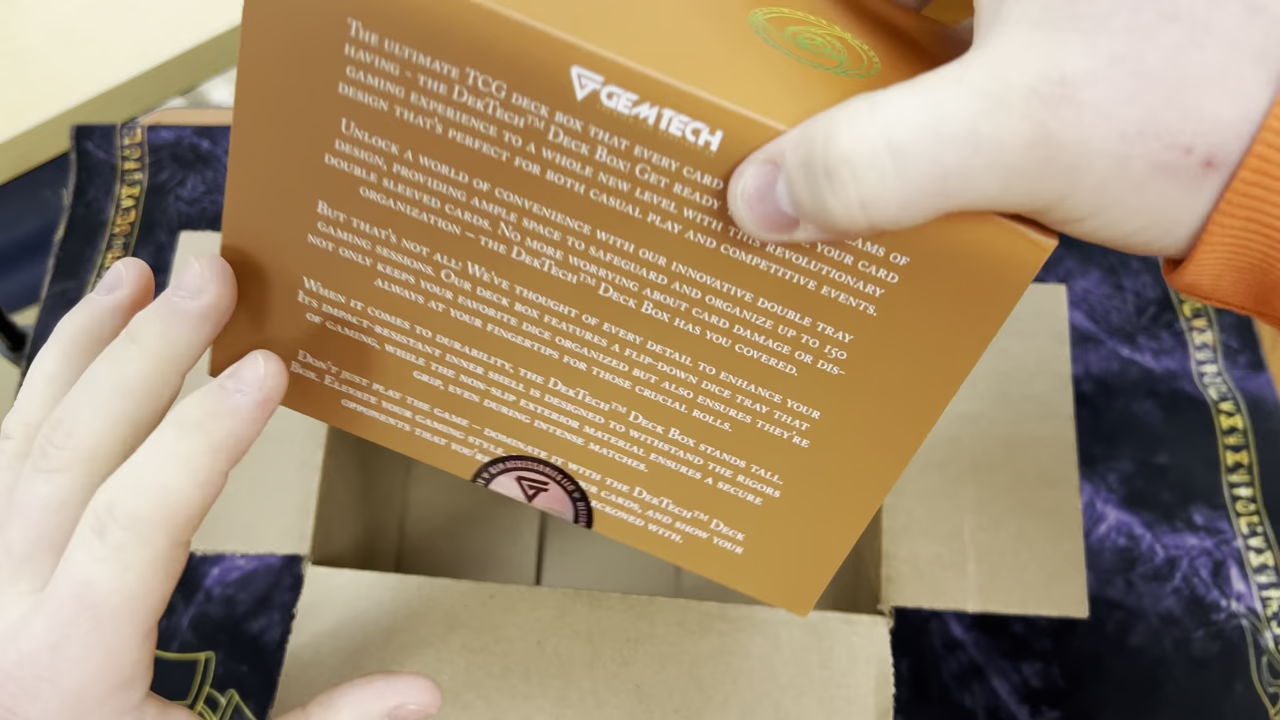 GEMTECH
The ultimate TCG deck box that every card
having - the DekTech™ Deck Box! Get ready
gaming experience to a whole new level with this revolutionary
design that's perfect for both casual play and competitive events.
Unlock a world of convenience with our innovative double tray
design, providing ample space to safeguard and organize up to 150
double sleeved cards. No more worrying about card damage or dis-
organization – the DekTech™ Deck Box has you covered.
But that's not all! We've thought of every detail to enhance your
gaming sessions. Our deck box features a flip-down dice tray that
not only keeps your favorite dice organized but also ensures they're
always at your fingertips for those crucial rolls.
When it comes to durability, the DekTech™ Deck Box stands tall.
Its impact-resistant inner shell is designed to withstand the rigors
of gaming, while the non-slip exterior material ensures a secure
grip, even during intense matches.
Don't just play the game – dominate it with the DekTech™ Deck
Box. Elevate your gaming style, your cards, and show your
opponents that you're reckoned with.